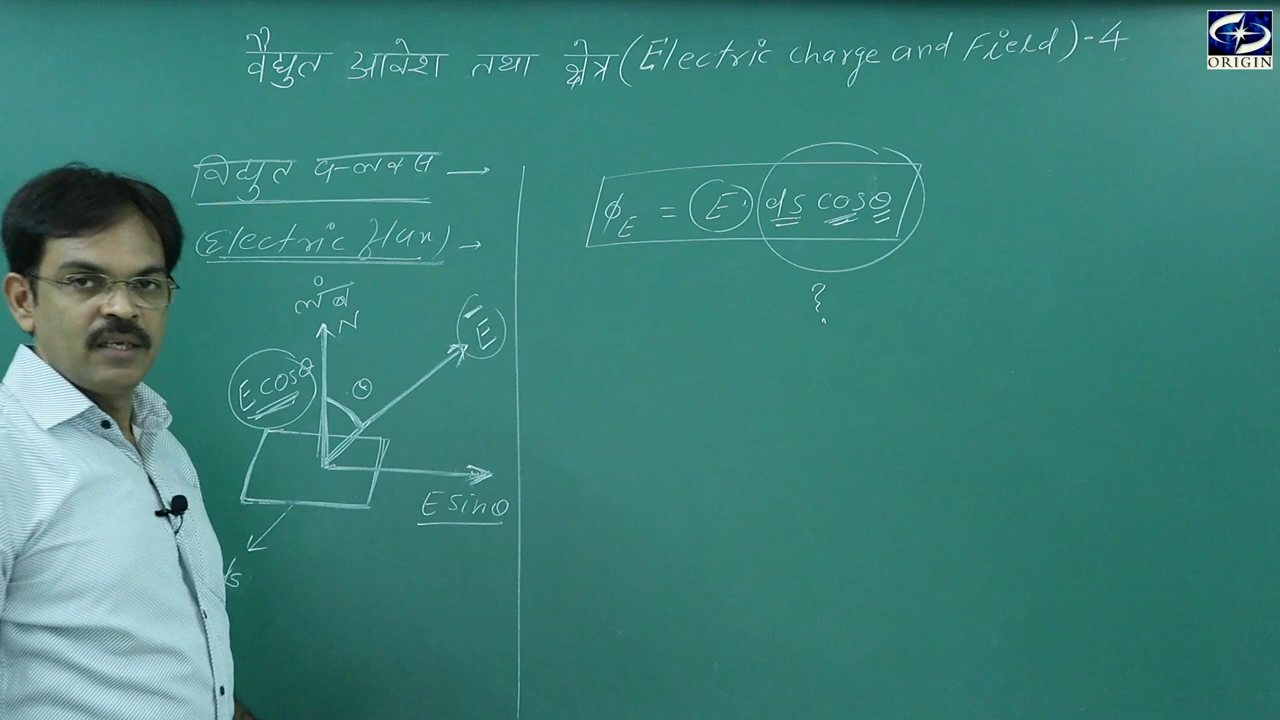 वैद्युत आवेश तथा क्षेत्र (Electric charge and Field)-4
ORIGIN
विद्युत फ्लक्स →
(Electric flux) →
लंब
N
E
E cosθ
θ
E sinθ
ds
ϕE = E. ds cosθ
?